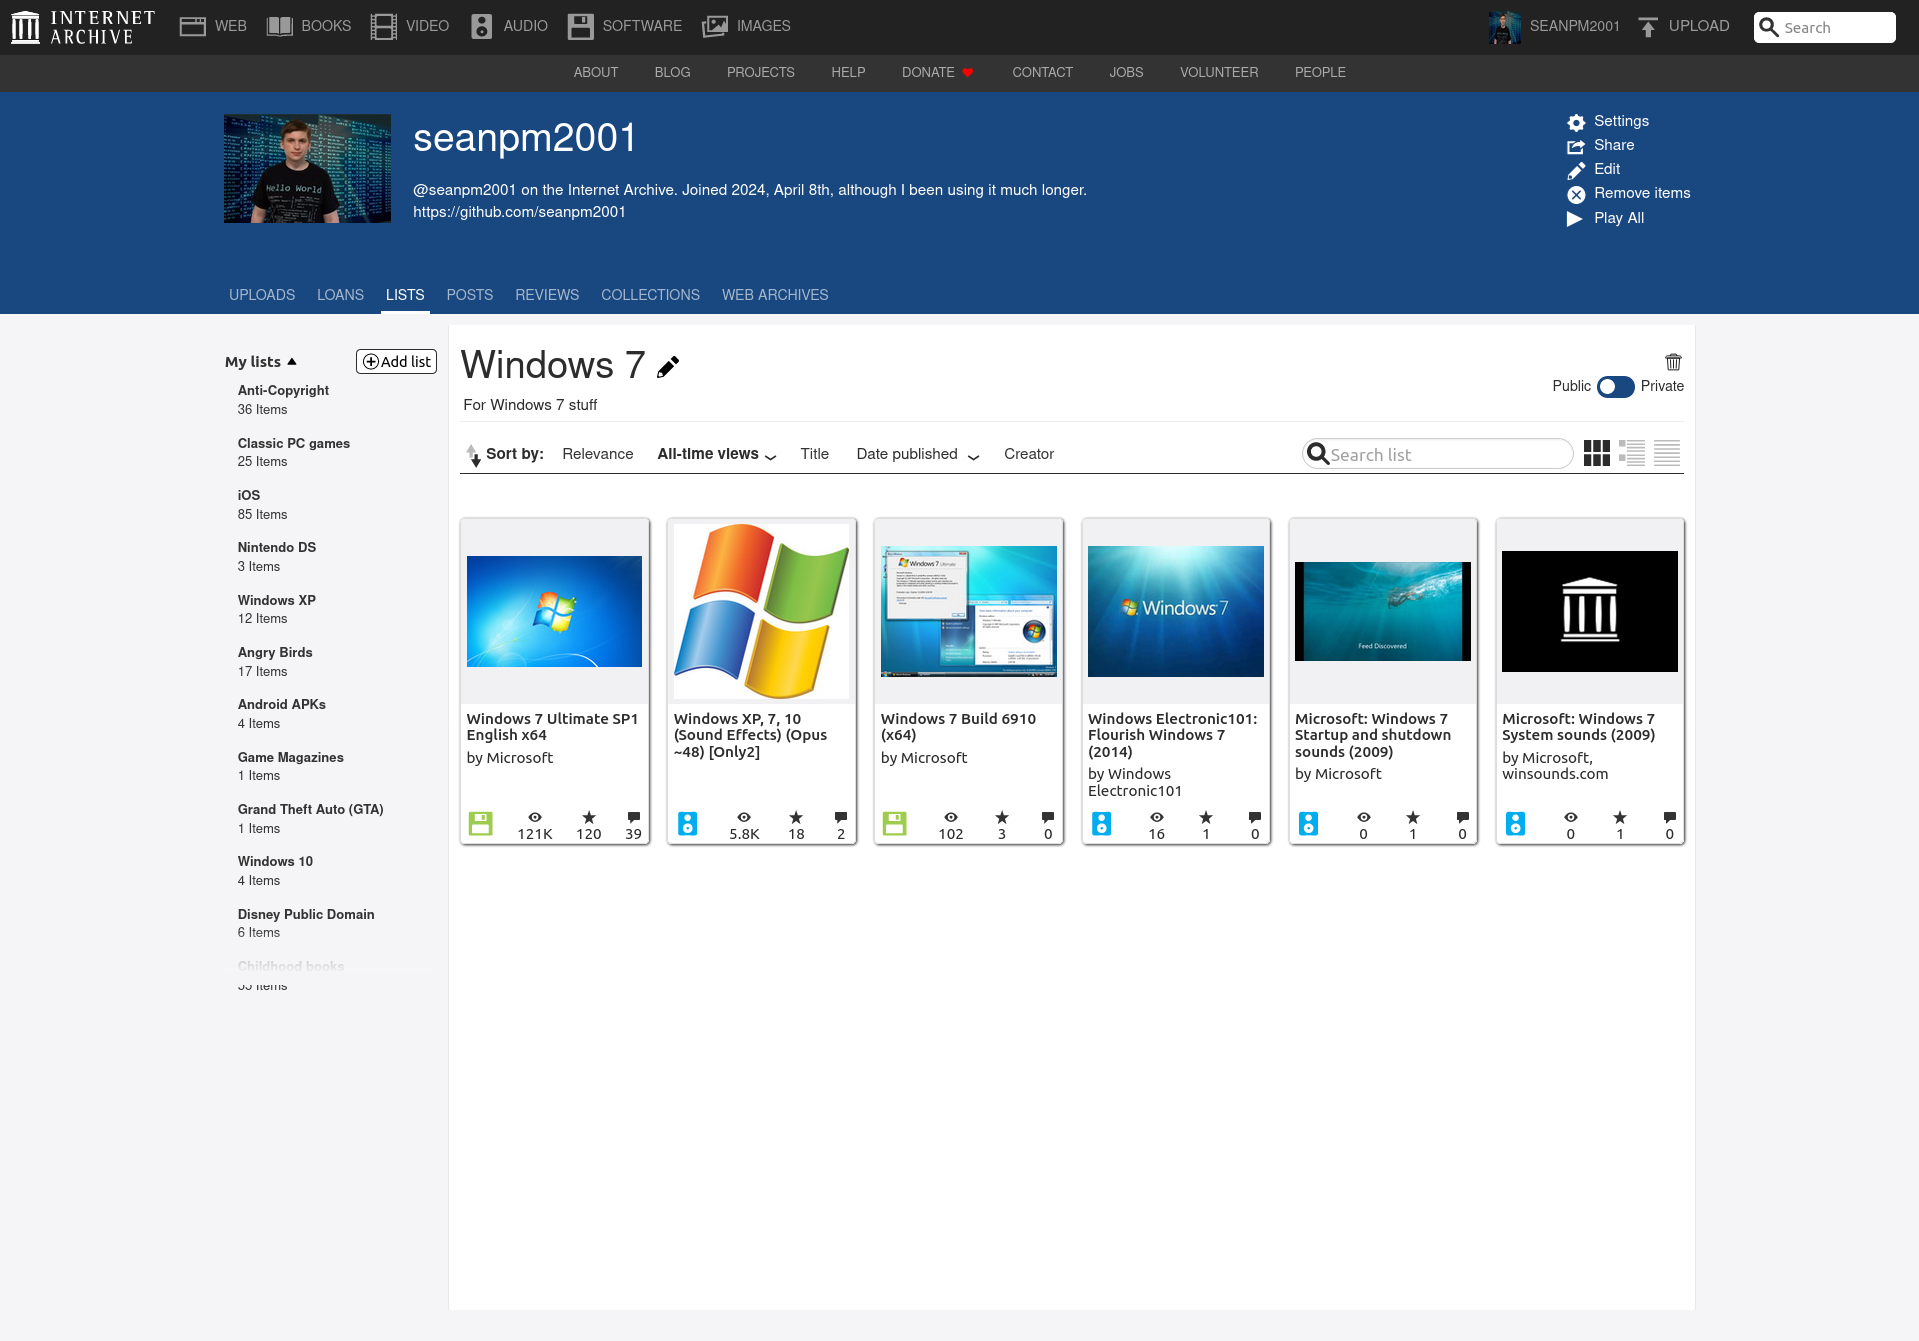 INTERNET
ARCHIVE
WEB
BOOKS
VIDEO
AUDIO
SOFTWARE
IMAGES
SEANPM2001
UPLOAD
Search
ABOUT
BLOG
PROJECTS
HELP
DONATE
CONTACT
JOBS
VOLUNTEER
PEOPLE
Hello World
seanpm2001
@seanpm2001 on the Internet Archive. Joined 2024, April 8th, although I been using it much longer.
https://github.com/seanpm2001
Settings
Share
Edit
Remove items
Play All
UPLOADS
LOANS
LISTS
POSTS
REVIEWS
COLLECTIONS
WEB ARCHIVES
My lists
Add list
Anti-Copyright
36 Items
Classic PC games
25 Items
iOS
85 Items
Nintendo DS
3 Items
Windows XP
12 Items
Angry Birds
17 Items
Android APKs
4 Items
Game Magazines
1 Items
Grand Theft Auto (GTA)
1 Items
Windows 10
4 Items
Disney Public Domain
6 Items
Childhood books
Items
Windows 7
For Windows 7 stuff
Public
Private
Sort by:
Relevance
All-time views
Title
Date published
Creator
Search list
Windows 7 Ultimate SP1
English x64
by Microsoft
121K
120
39
Windows XP, 7, 10
(Sound Effects) (Opus
~48) [Only2]
5.8K
18
2
Windows 7 Ultimate
Windows 7 Build 6910
(x64)
by Microsoft
102
3
0
Windows 7
Windows Electronic101:
Flourish Windows 7
(2014)
by Windows
Electronic101
16
1
0
Feed Discovered
Microsoft: Windows 7
Startup and shutdown
sounds (2009)
by Microsoft
0
1
0
Microsoft: Windows 7
System sounds (2009)
by Microsoft,
winsounds.com
0
1
0